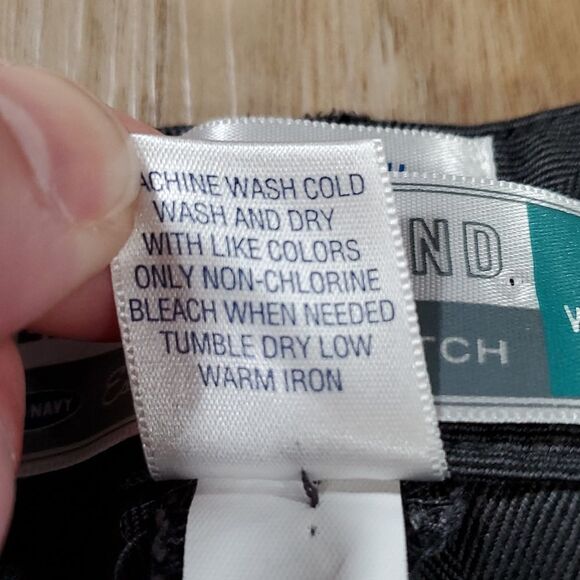 ACHINE WASH COLD
WASH AND DRY
WITH LIKE COLORS
ONLY NON-CHLORINE
BLEACH WHEN NEEDED
TUMBLE DRY LOW
WARM IRON
ND
TCH
W
NAVY